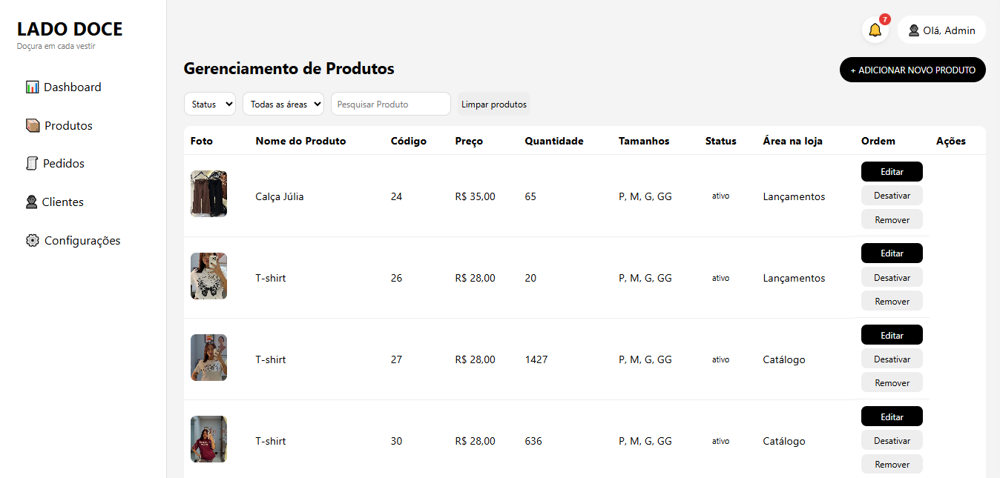 LADO DOCE
Doçura em cada vestir
Dashboard
Produtos
Pedidos
Clientes
Configurações
7
Olá, Admin
Gerenciamento de Produtos
+ ADICIONAR NOVO PRODUTO
Status Todas as áreas Pesquisar Produto Limpar produtos
Foto Nome do Produto Código Preço Quantidade Tamanhos Status Área na loja Ordem Ações
Calça Júlia 24 R$ 35,00 65 P, M, G, GG ativo Lançamentos
Editar
Desativar
Remover
T-shirt 26 R$ 28,00 20 P, M, G, GG ativo Lançamentos
Editar
Desativar
Remover
T-shirt 27 R$ 28,00 1427 P, M, G, GG ativo Catálogo
Editar
Desativar
Remover
T-shirt 30 R$ 28,00 636 P, M, G, GG ativo Catálogo
Editar
Desativar
Remover